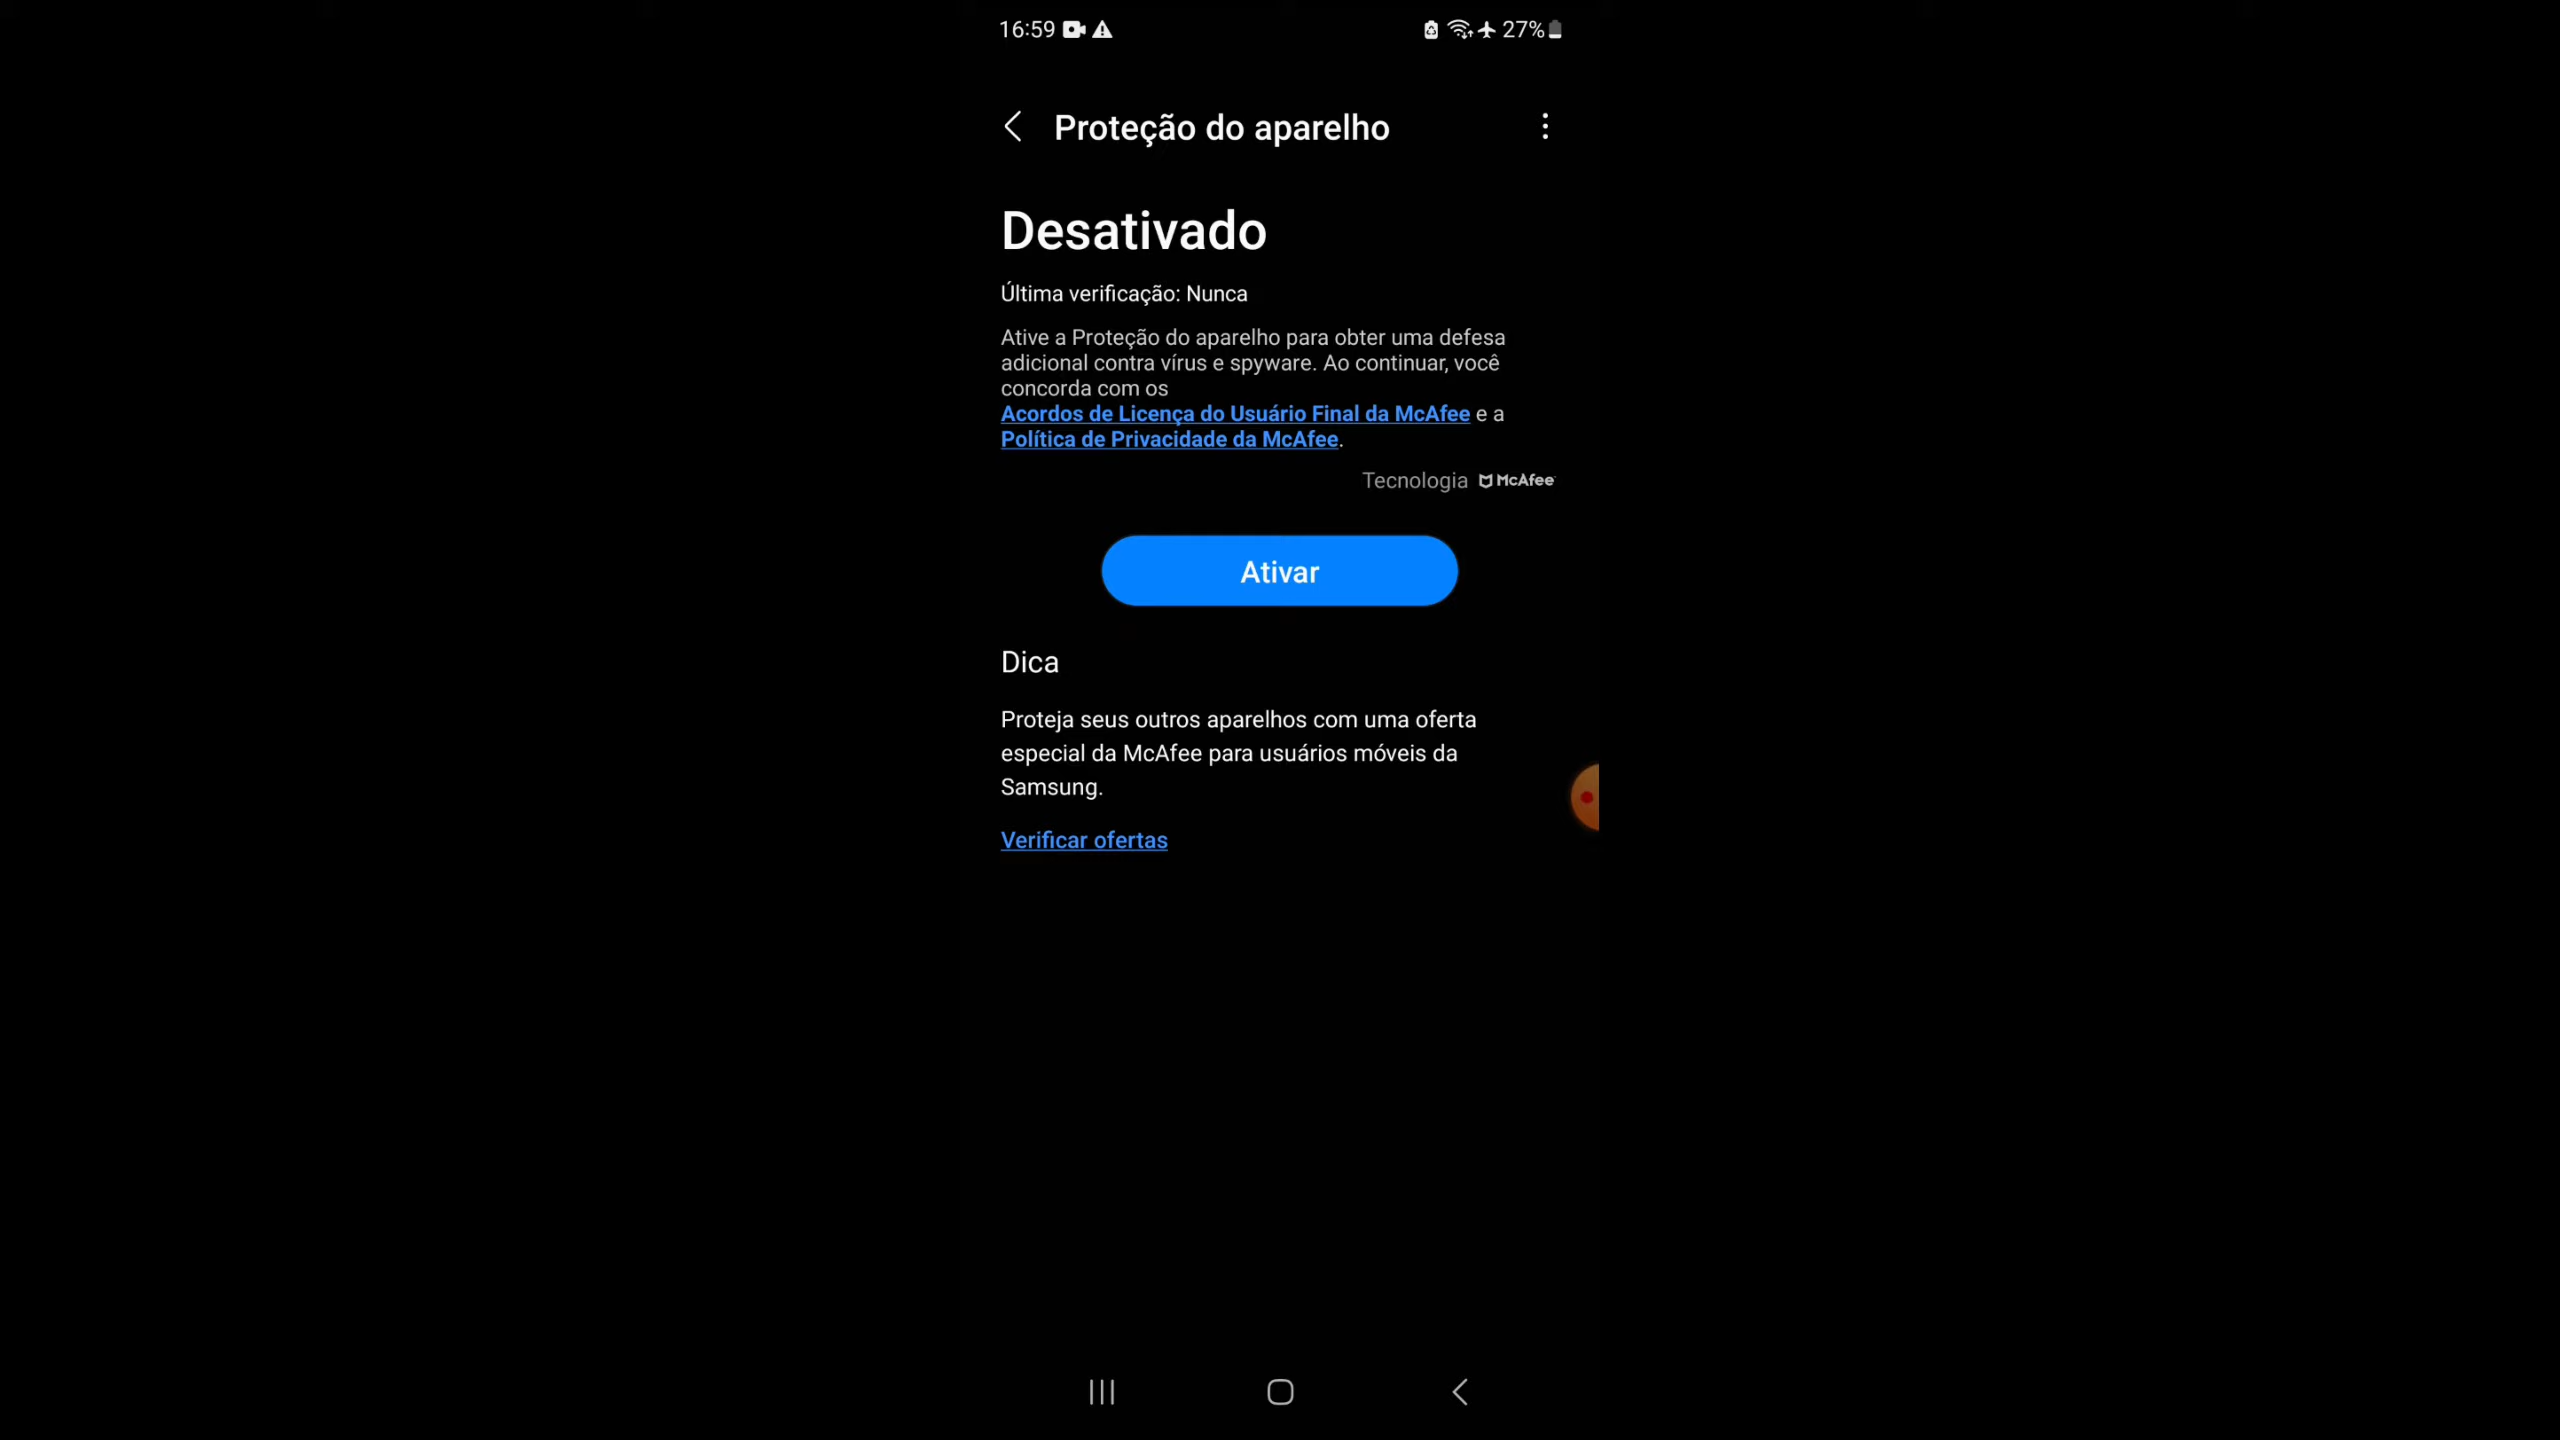 16:59 27%
Proteção do aparelho
Desativado
Última verificação: Nunca
Ative a Proteção do aparelho para obter uma defesa
adicional contra vírus e spyware. Ao continuar, você
concorda com os
Acordos de Licença do Usuário Final da McAfee e a
Política de Privacidade da McAfee.
Tecnologia McAfee
Ativar
Dica
Proteja seus outros aparelhos com uma oferta
especial da McAfee para usuários móveis da
Samsung.
Verificar ofertas